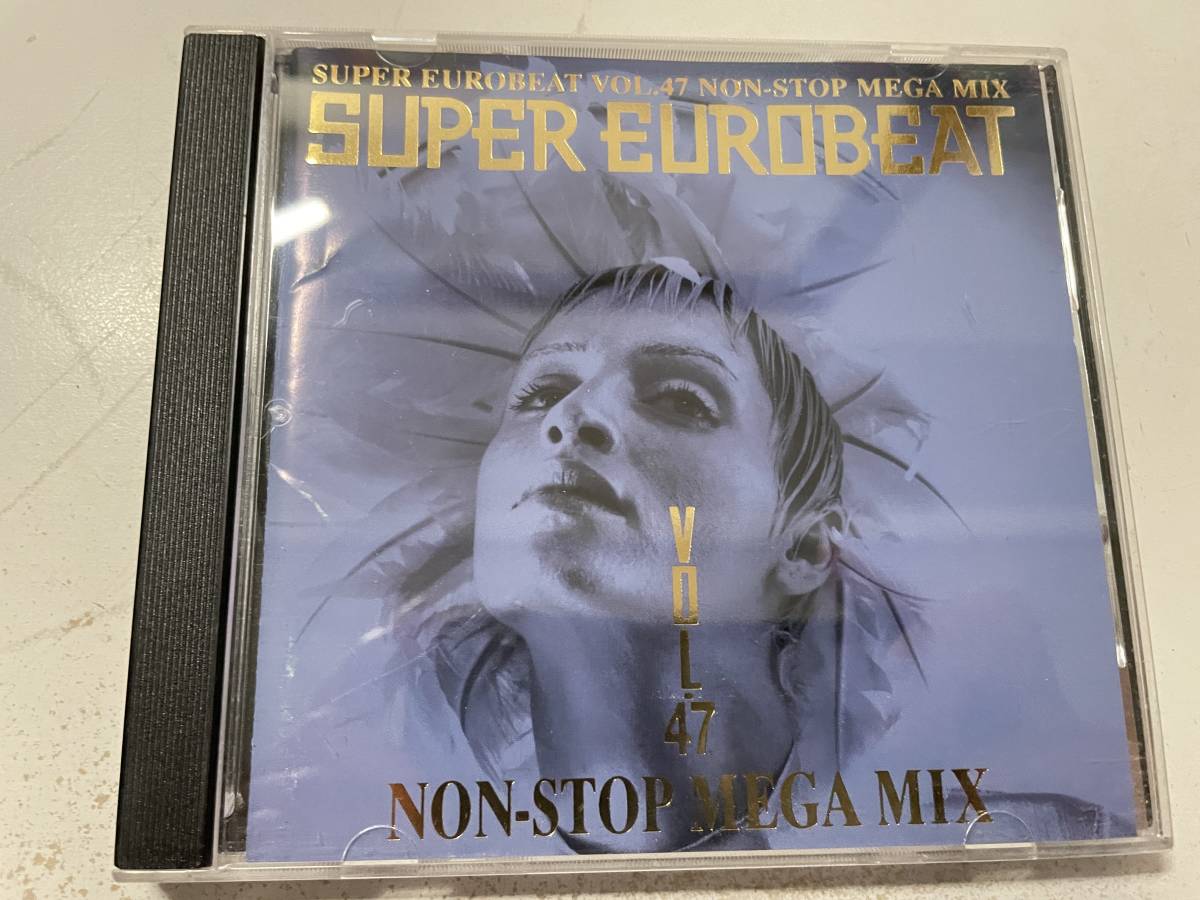 SUPER EUROBEAT VOL.47 NON-STOP MEGA MIX
SUPER EUROBEAT
VOL.47
NON-STOP MEGA MIX